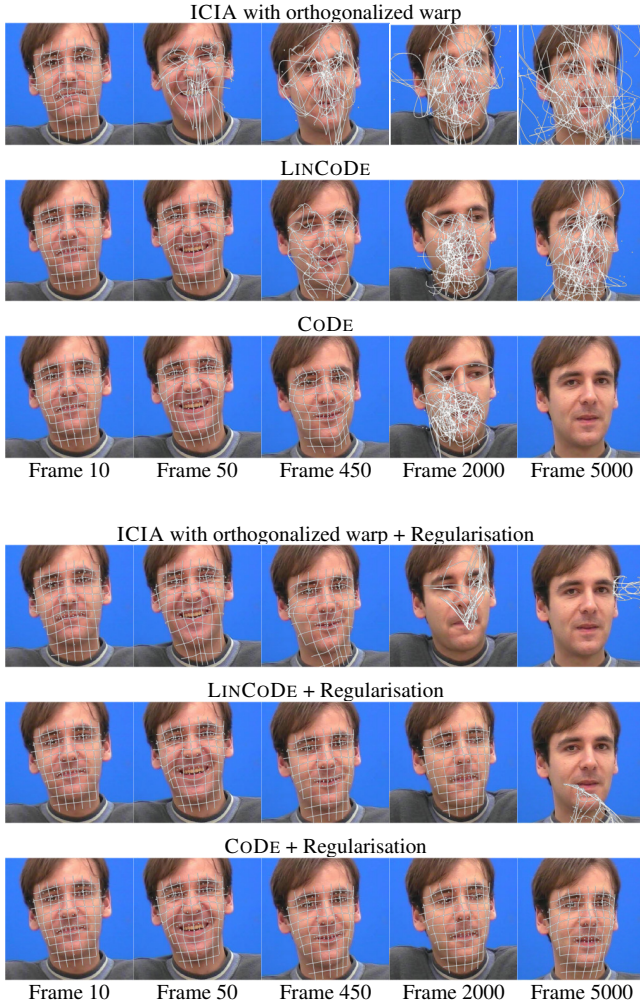 ICIA with orthogonalized warp
LINCODE
CODE
Frame 10 Frame 50 Frame 450 Frame 2000 Frame 5000
ICIA with orthogonalized warp + Regularisation
LINCODE + Regularisation
CODE + Regularisation
Frame 10 Frame 50 Frame 450 Frame 2000 Frame 5000